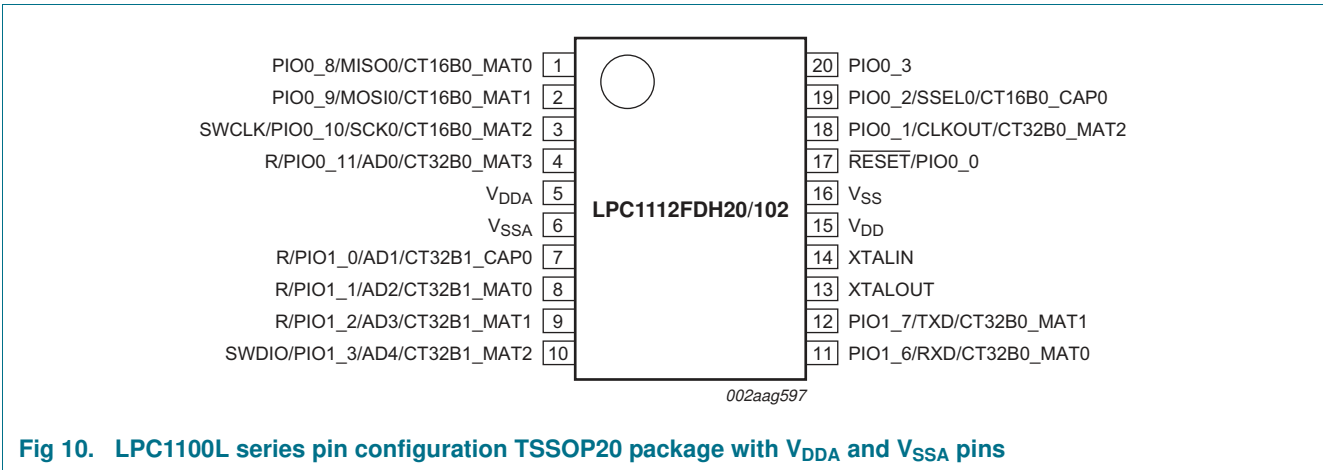 PIO0_8/MISO0/CT16B0_MAT0 1
PIO0_9/MOSI0/CT16B0_MAT1 2
SWCLK/PIO0_10/SCK0/CT16B0_MAT2 3
R/PIO0_11/AD0/CT32B0_MAT3 4
VDDA 5
VSSA 6
R/PIO1_0/AD1/CT32B1_CAP0 7
R/PIO1_1/AD2/CT32B1_MAT0 8
R/PIO1_2/AD3/CT32B1_MAT1 9
SWDIO/PIO1_3/AD4/CT32B1_MAT2 10
LPC1112FDH20/102
20 PIO0_3
19 PIO0_2/SSEL0/CT16B0_CAP0
18 PIO0_1/CLKOUT/CT32B0_MAT2
17 RESET/PIO0_0
16 VSS
15 VDD
14 XTALIN
13 XTALOUT
12 PIO1_7/TXD/CT32B0_MAT1
11 PIO1_6/RXD/CT32B0_MAT0
002aag597
Fig 10. LPC1100L series pin configuration TSSOP20 package with VDDA and VSSA pins